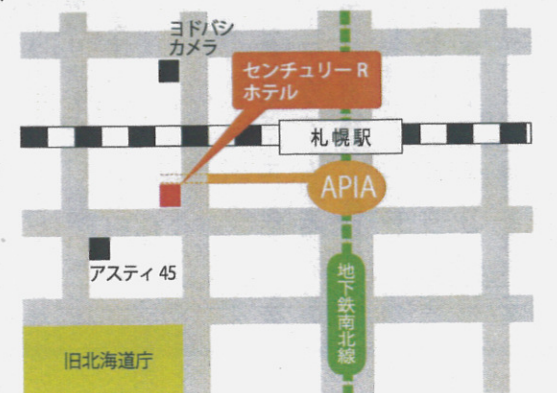 ヨドバシ
カメラ
センチュリーR
ホテル
札幌駅
APIA
アスティ45
地下鉄南北線
旧北海道庁